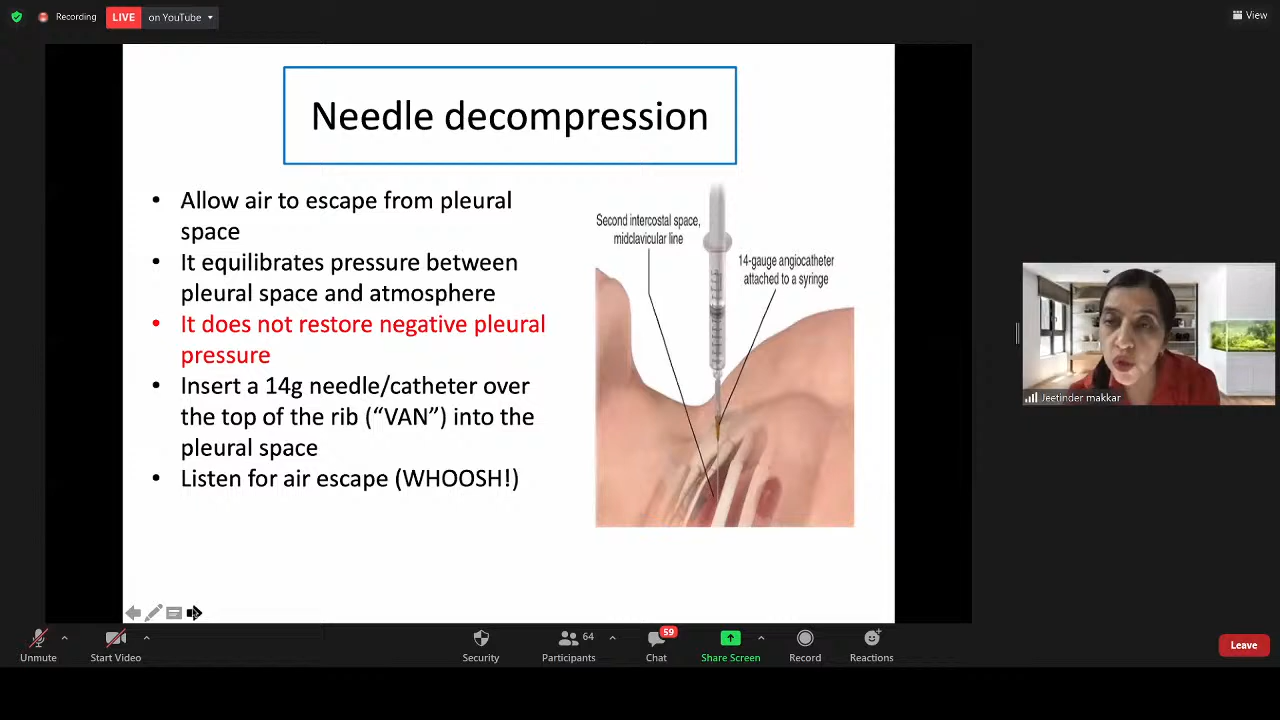 Recording
LIVE
on YouTube
View
Needle decompression
• Allow air to escape from pleural
space
• It equilibrates pressure between
pleural space and atmosphere
• It does not restore negative pleural
pressure
• Insert a 14g needle/catheter over
the top of the rib (“VAN”) into the
pleural space
• Listen for air escape (WHOOSH!)
Second intercostal space,
midclavicular line
14-gauge angiocatheter
attached to a syringe
Jeetinder makkar
Unmute
Start Video
Security
64
Participants
59
Chat
Share Screen
Record
Reactions
Leave